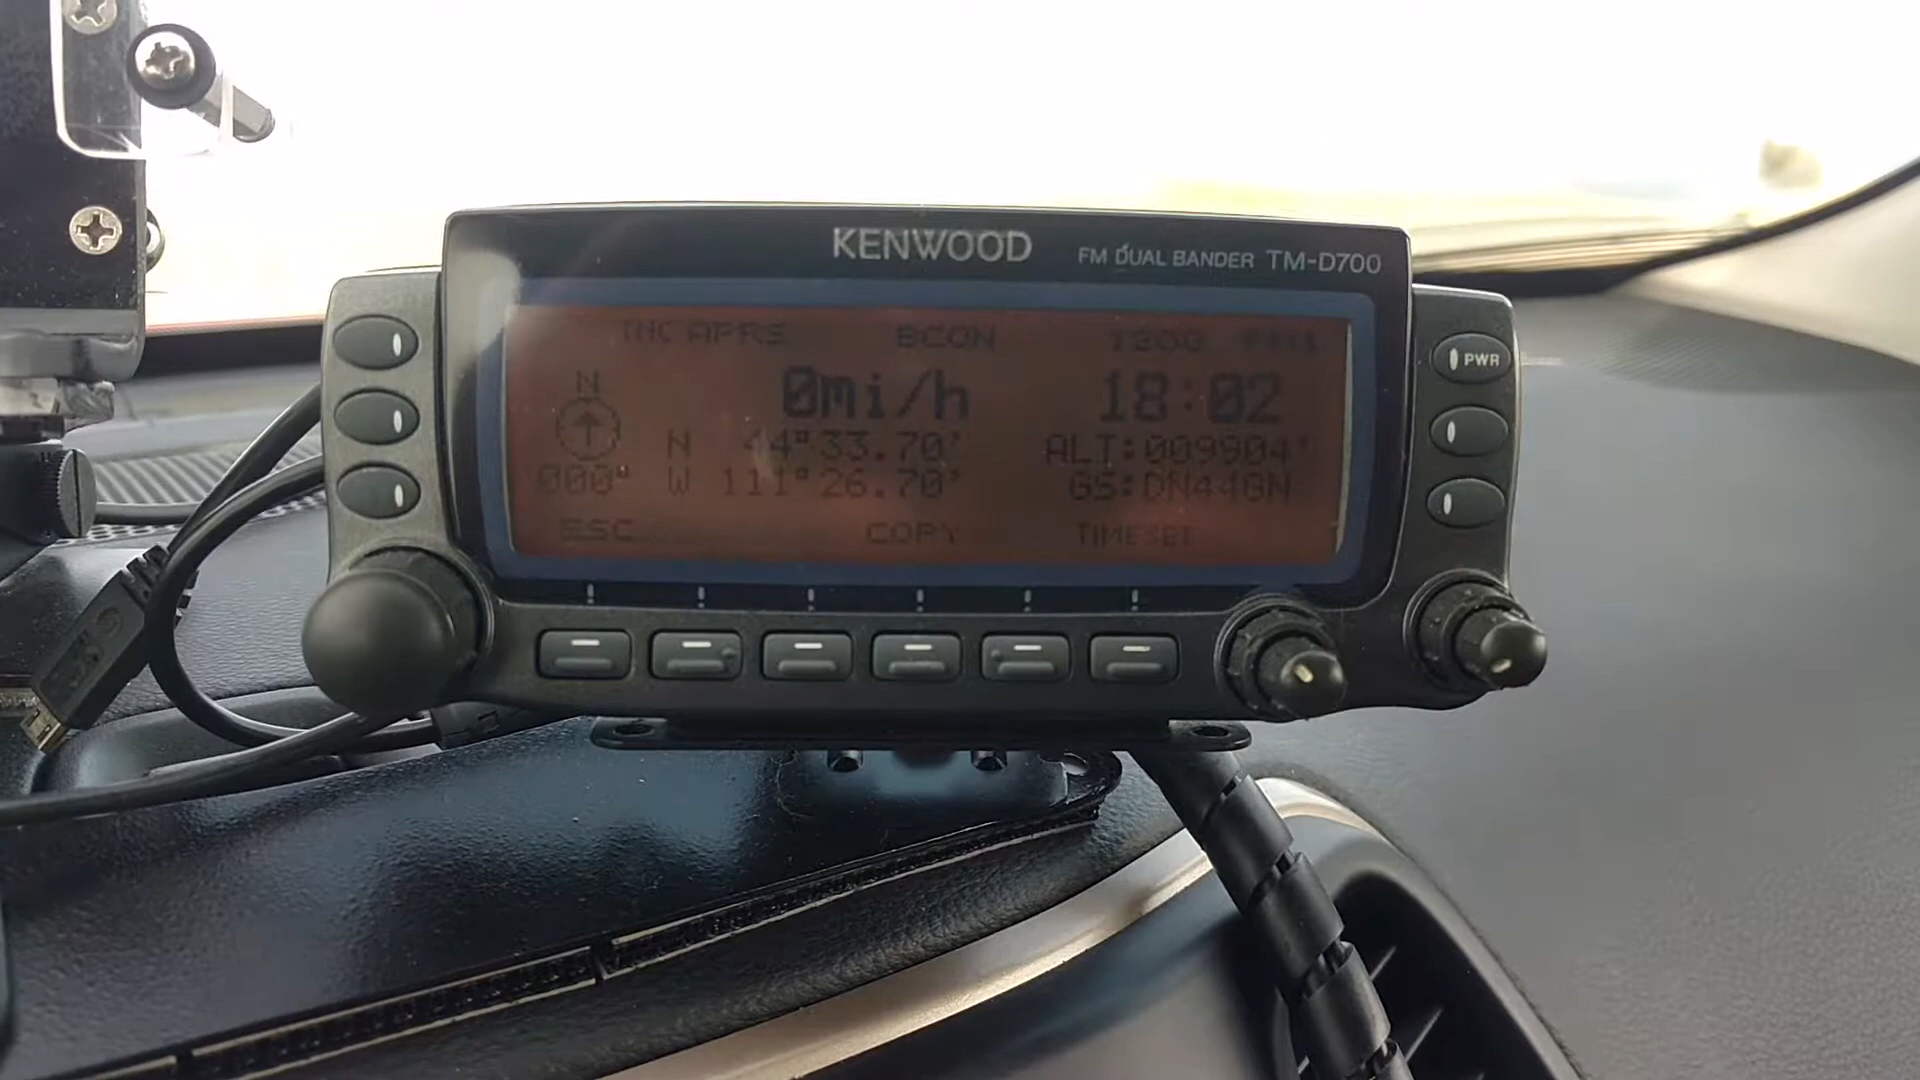 KENWOOD FM DUAL BANDER TM-D700
TNC APRS BCON 1200
PWR
N 0mi/h 18:02
N 44°33.70' ALT:009904'
000° W 111°26.70' GS:DN44GN
ESC COPY TIMESET